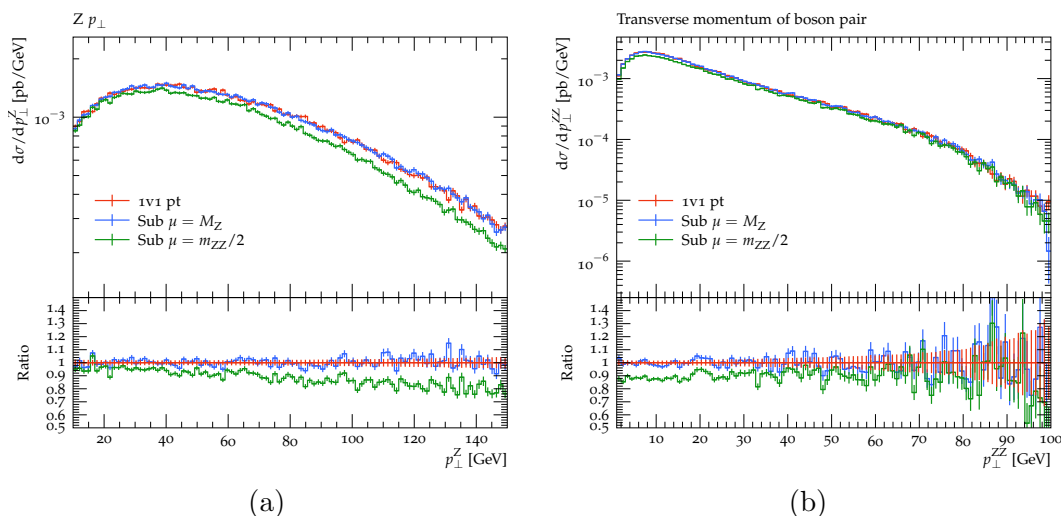 Z p⊥
dσ/dp⊥^Z [pb/GeV]
10⁻³
1v1 pt
Sub μ = M_Z
Sub μ = m_ZZ/2
Ratio
1.4
1.3
1.2
1.1
1
0.9
0.8
0.7
0.6
0.5
20 40 60 80 100 120 140
p⊥^Z [GeV]
(a)
Transverse momentum of boson pair
dσ/dp⊥^ZZ [pb/GeV]
10⁻³
10⁻⁴
10⁻⁵
10⁻⁶
1v1 pt
Sub μ = M_Z
Sub μ = m_ZZ/2
Ratio
1.4
1.3
1.2
1.1
1
0.9
0.8
0.7
0.6
0.5
10 20 30 40 50 60 70 80 90 100
p⊥^ZZ [GeV]
(b)